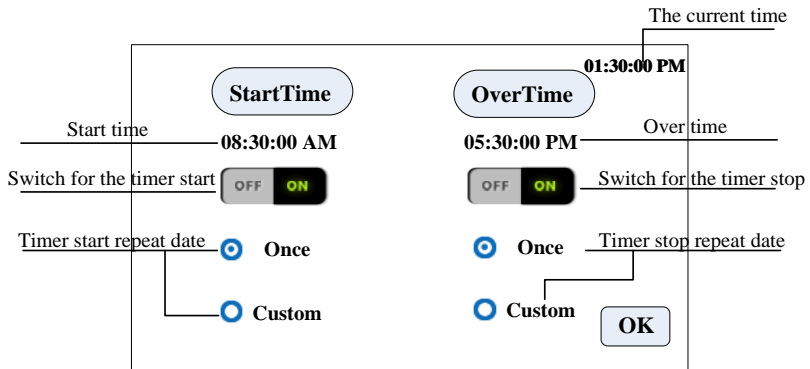 The current time
01:30:00 PM
StartTime
OverTime
Start time
08:30:00 AM
05:30:00 PM
Over time
Switch for the timer start
OFF ON
OFF ON
Switch for the timer stop
Timer start repeat date
Once
Once
Timer stop repeat date
Custom
Custom
OK